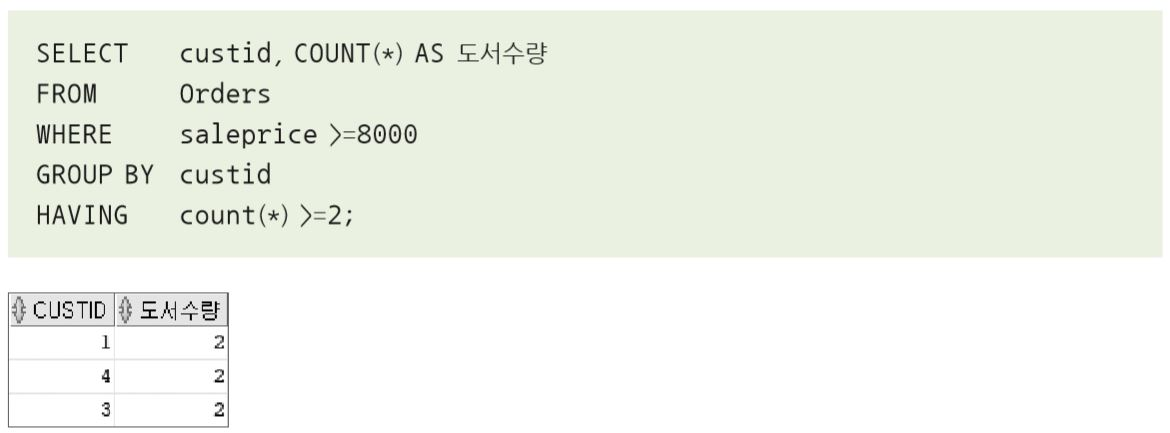 SELECT custid, COUNT(*) AS 도서수량
FROM Orders
WHERE saleprice >=8000
GROUP BY custid
HAVING count(*) >=2;
CUSTID 도서수량
1 2
4 2
3 2